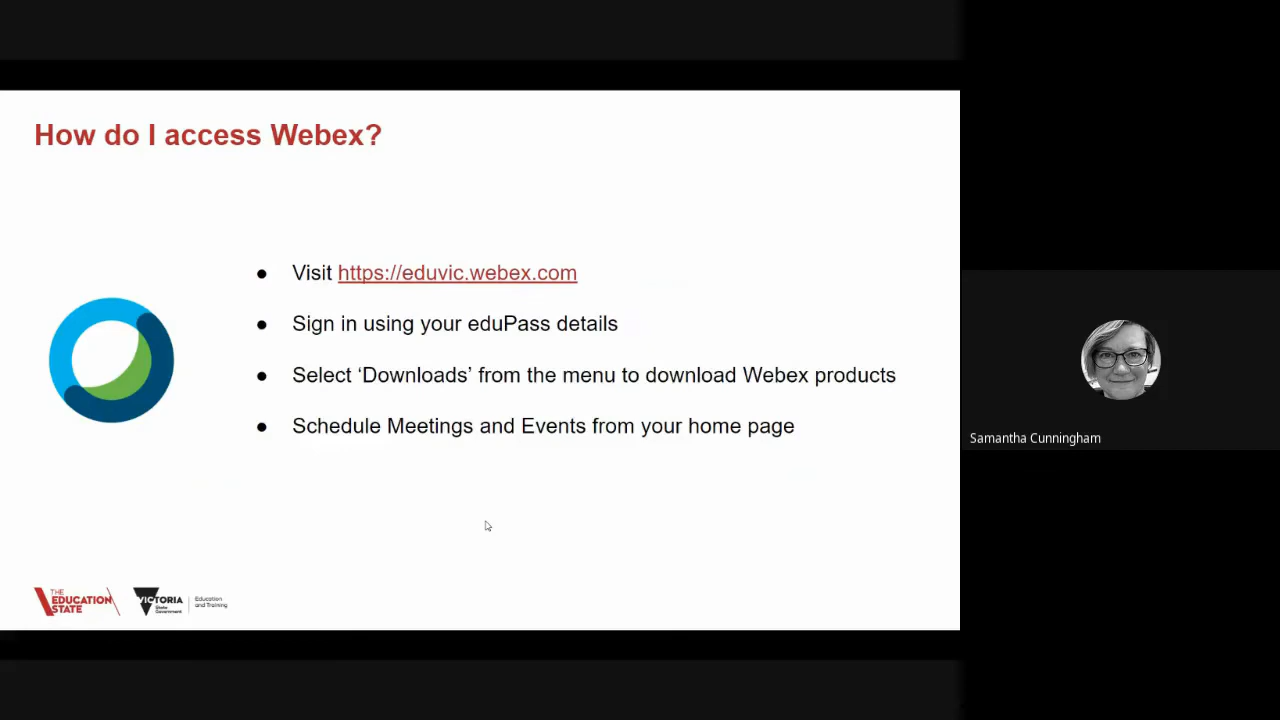 How do I access Webex?
● Visit https://eduvic.webex.com
● Sign in using your eduPass details
● Select ‘Downloads’ from the menu to download Webex products
● Schedule Meetings and Events from your home page
Samantha Cunningham
THE
EDUCATION
STATE
VICTORIA
State
Government
Education
and Training